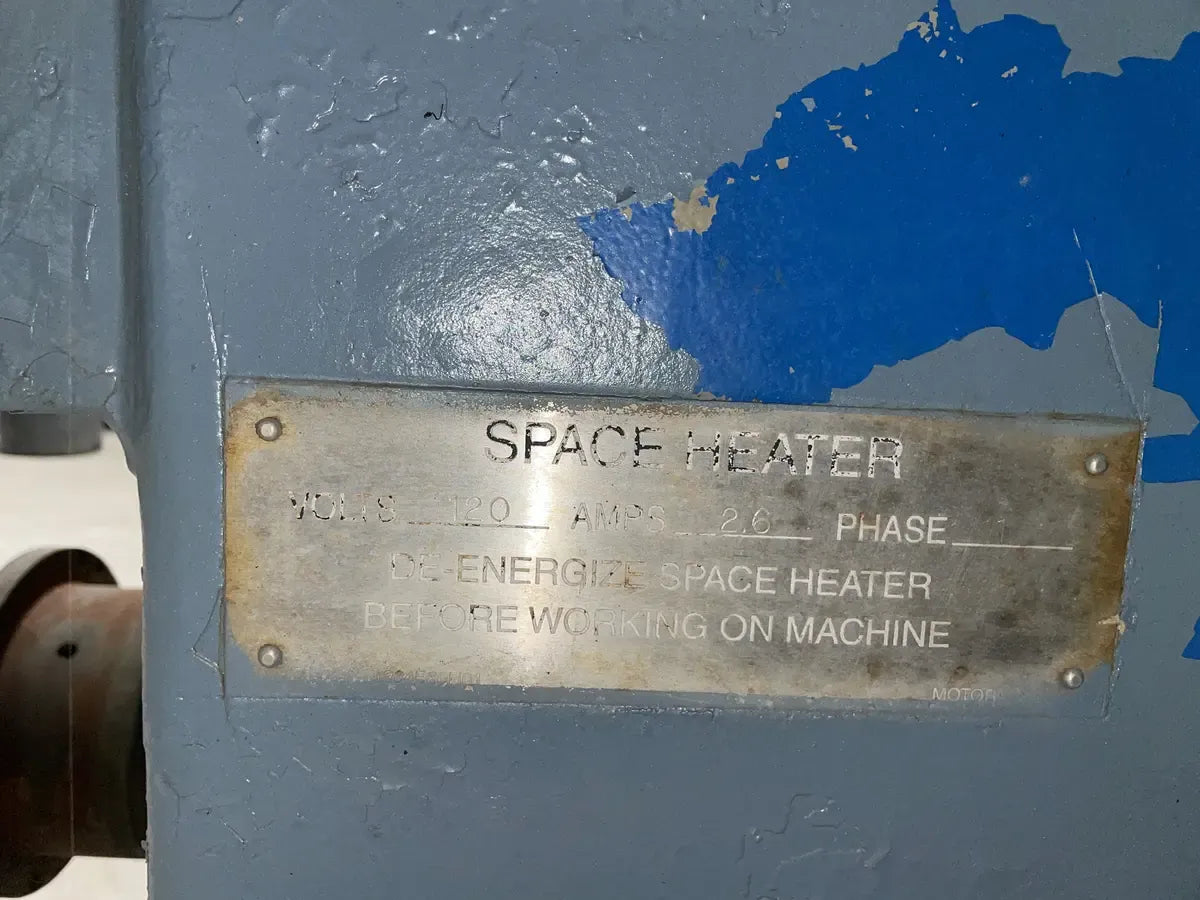 SPACE HEATER
VOLTS 120 AMPS 2.6 PHASE 1
DE-ENERGIZE SPACE HEATER
BEFORE WORKING ON MACHINE
MOTOR